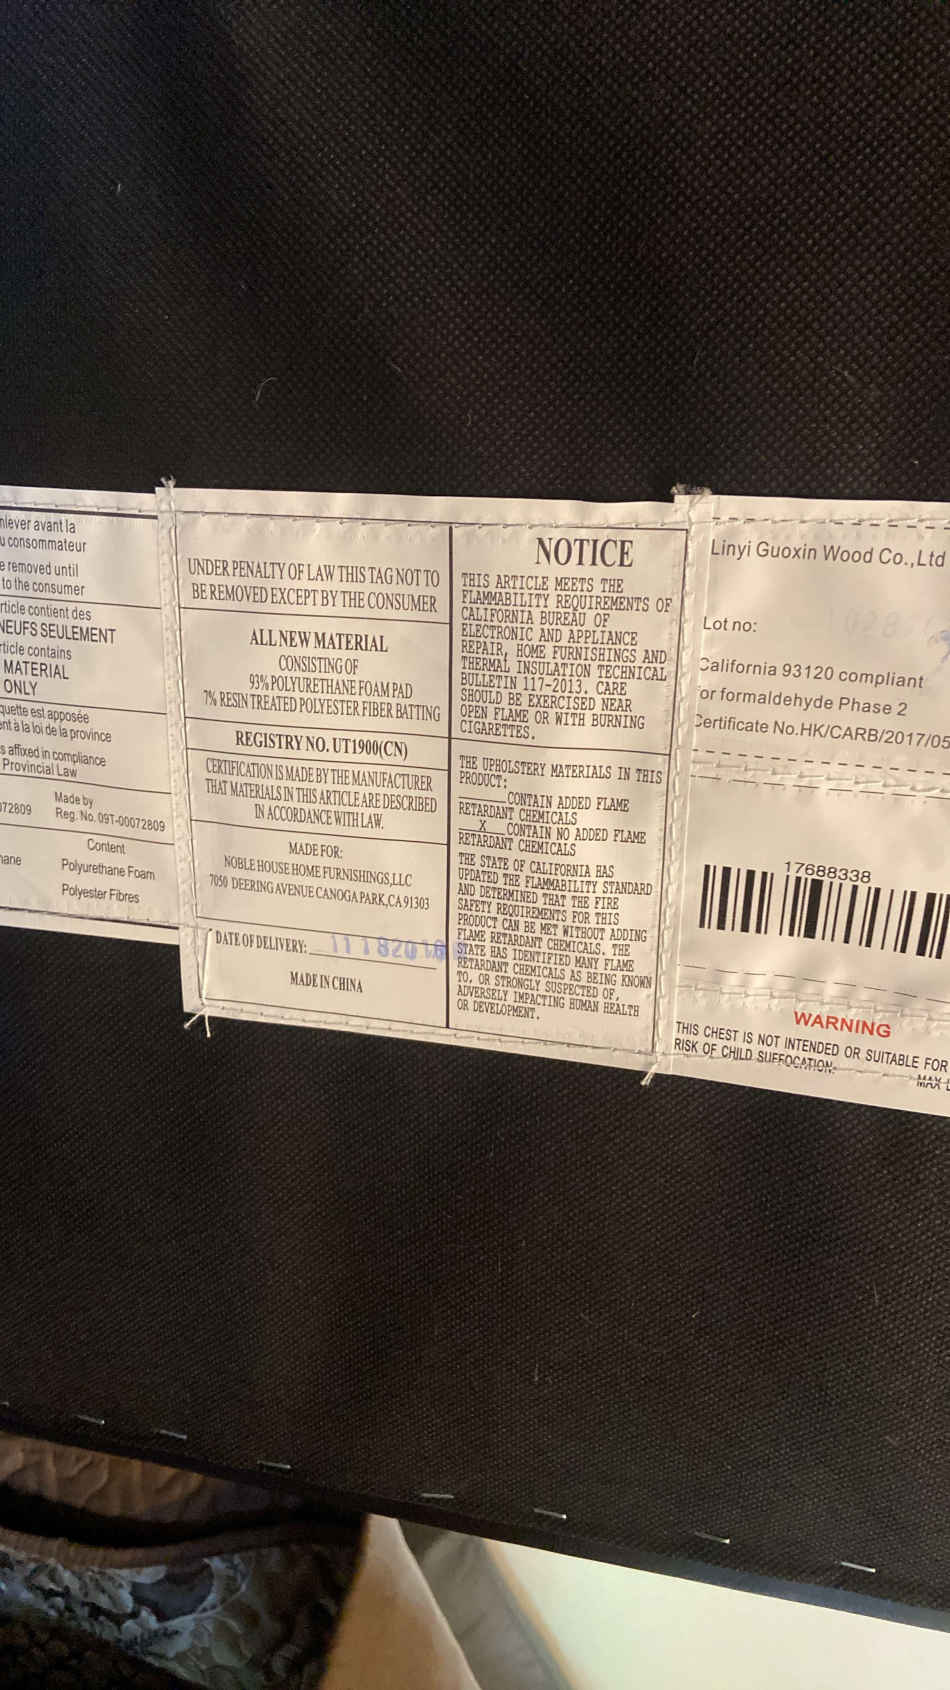 nlever avant la
u consommateur
e removed until
to the consumer
rticle contient des
NEUFS SEULEMENT
rticle contains
MATERIAL
ONLY
quette est apposée
nt à la loi de la province
s affixed in compliance
Provincial Law
072809
Made by
Reg. No. 09T-00072809
Content
hane
Polyurethane Foam
Polyester Fibres
UNDER PENALTY OF LAW THIS TAG NOT TO
BE REMOVED EXCEPT BY THE CONSUMER
ALL NEW MATERIAL
CONSISTING OF
93% POLYURETHANE FOAM PAD
7% RESIN TREATED POLYESTER FIBER BATTING
REGISTRY NO. UT1900(CN)
CERTIFICATION IS MADE BY THE MANUFACTURER
THAT MATERIALS IN THIS ARTICLE ARE DESCRIBED
IN ACCORDANCE WITH LAW.
MADE FOR:
NOBLE HOUSE HOME FURNISHINGS,LLC
7050 DEERING AVENUE CANOGA PARK, CA 91303
DATE OF DELIVERY:
MADE IN CHINA
NOTICE
THIS ARTICLE MEETS THE
FLAMMABILITY REQUIREMENTS OF
CALIFORNIA BUREAU OF
ELECTRONIC AND APPLIANCE
REPAIR, HOME FURNISHINGS AND
THERMAL INSULATION TECHNICAL
BULLETIN 117-2013. CARE
SHOULD BE EXERCISED NEAR
OPEN FLAME OR WITH BURNING
CIGARETTES.
THE UPHOLSTERY MATERIALS IN THIS
PRODUCT:
CONTAIN ADDED FLAME
RETARDANT CHEMICALS
X CONTAIN NO ADDED FLAME
RETARDANT CHEMICALS
THE STATE OF CALIFORNIA HAS
UPDATED THE FLAMMABILITY STANDARD
AND DETERMINED THAT THE FIRE
SAFETY REQUIREMENTS FOR THIS
PRODUCT CAN BE MET WITHOUT ADDING
FLAME RETARDANT CHEMICALS. THE
STATE HAS IDENTIFIED MANY FLAME
RETARDANT CHEMICALS AS BEING KNOWN
TO, OR STRONGLY SUSPECTED OF,
ADVERSELY IMPACTING HUMAN HEALTH
OR DEVELOPMENT.
Linyi Guoxin Wood Co.,Ltd
Lot no:
California 93120 compliant
for formaldehyde Phase 2
Certificate No.HK/CARB/2017/05
17688338
WARNING
THIS CHEST IS NOT INTENDED OR SUITABLE FOR
RISK OF CHILD SUFFOCATION.
MAX L